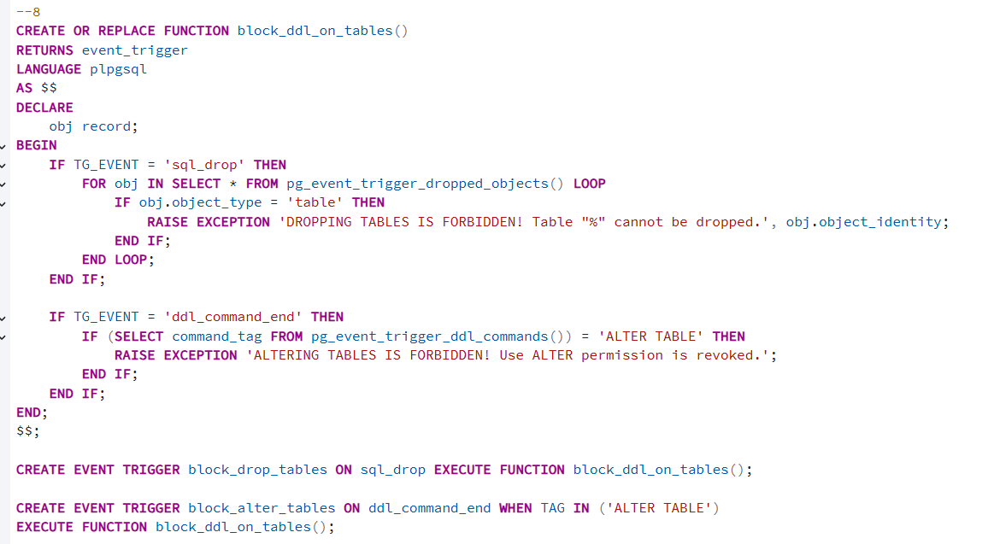 --8
CREATE OR REPLACE FUNCTION block_ddl_on_tables()
RETURNS event_trigger
LANGUAGE plpgsql
AS $$
DECLARE
    obj record;
BEGIN
    IF TG_EVENT = 'sql_drop' THEN
        FOR obj IN SELECT * FROM pg_event_trigger_dropped_objects() LOOP
            IF obj.object_type = 'table' THEN
                RAISE EXCEPTION 'DROPPING TABLES IS FORBIDDEN! Table "%" cannot be dropped.', obj.object_identity;
            END IF;
        END LOOP;
    END IF;

    IF TG_EVENT = 'ddl_command_end' THEN
        IF (SELECT command_tag FROM pg_event_trigger_ddl_commands()) = 'ALTER TABLE' THEN
            RAISE EXCEPTION 'ALTERING TABLES IS FORBIDDEN! Use ALTER permission is revoked.';
        END IF;
    END IF;
END;
$$;

CREATE EVENT TRIGGER block_drop_tables ON sql_drop EXECUTE FUNCTION block_ddl_on_tables();

CREATE EVENT TRIGGER block_alter_tables ON ddl_command_end WHEN TAG IN ('ALTER TABLE')
EXECUTE FUNCTION block_ddl_on_tables();